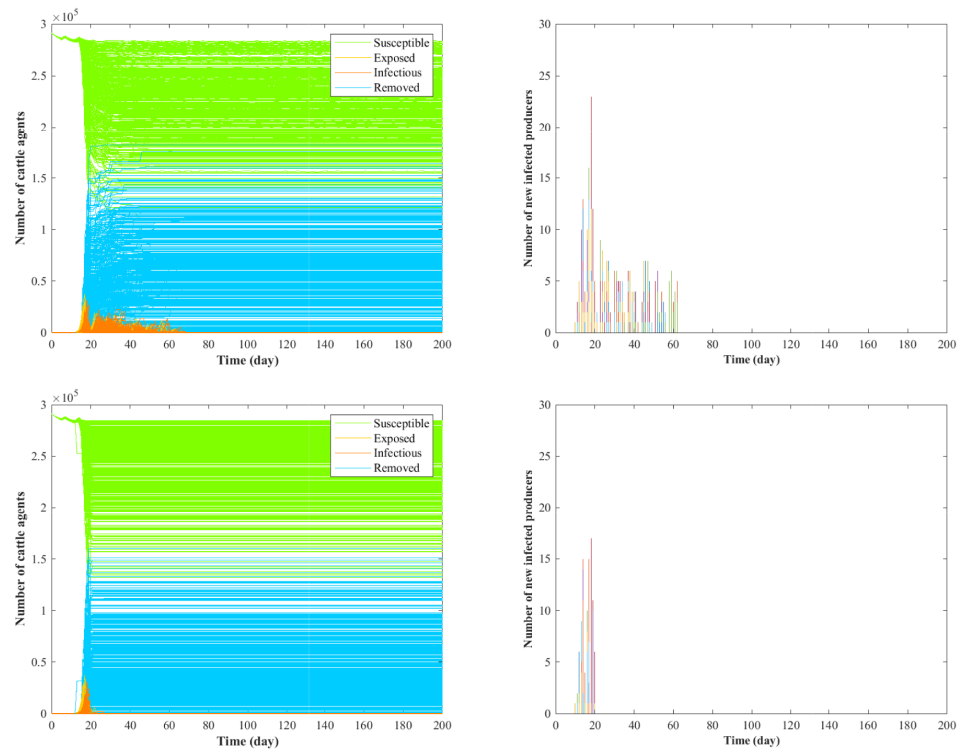 ×10⁵
3
2.5
2
1.5
1
0.5
0
Number of cattle agents
Susceptible
Exposed
Infectious
Removed
0 20 40 60 80 100 120 140 160 180 200
Time (day)
30
25
20
15
10
5
0
Number of new infected producers
0 20 40 60 80 100 120 140 160 180 200
Time (day)
×10⁵
3
2.5
2
1.5
1
0.5
0
Number of cattle agents
Susceptible
Exposed
Infectious
Removed
0 20 40 60 80 100 120 140 160 180 200
Time (day)
30
25
20
15
10
5
0
Number of new infected producers
0 20 40 60 80 100 120 140 160 180 200
Time (day)